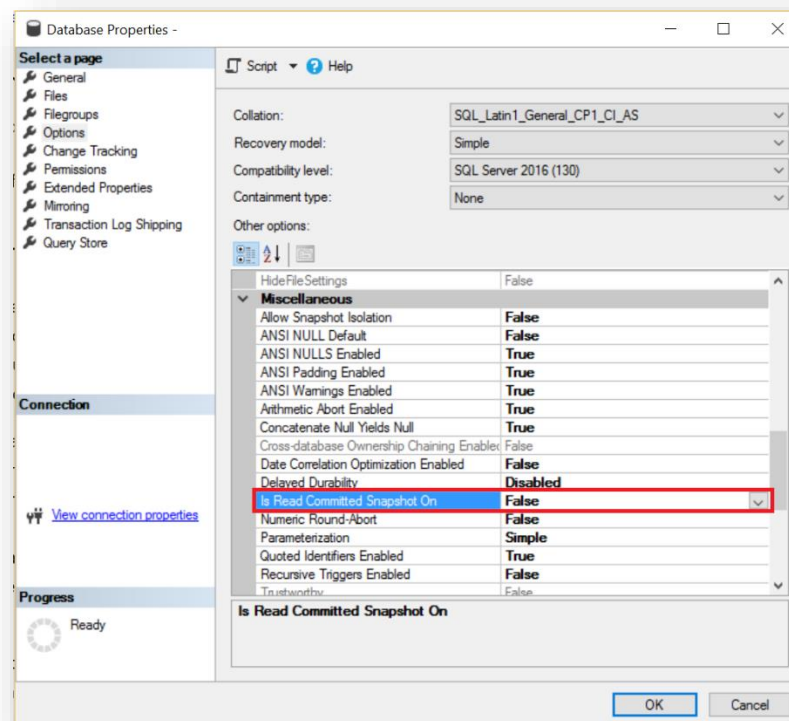 Database Properties -
Select a page
General
Files
Filegroups
Options
Change Tracking
Permissions
Extended Properties
Mirroring
Transaction Log Shipping
Query Store
Script Help
Collation: SQL_Latin1_General_CP1_CI_AS
Recovery model: Simple
Compatibility level: SQL Server 2016 (130)
Containment type: None
Other options:
HideFileSettings False
Miscellaneous
Allow Snapshot Isolation False
ANSI NULL Default False
ANSI NULLS Enabled True
ANSI Padding Enabled True
ANSI Warnings Enabled True
Arithmetic Abort Enabled True
Concatenate Null Yields Null True
Cross-database Ownership Chaining Enabled False
Date Correlation Optimization Enabled False
Delayed Durability Disabled
Is Read Committed Snapshot On False
Numeric Round-Abort False
Parameterization Simple
Quoted Identifiers Enabled True
Recursive Triggers Enabled False
Trustworthy False
Is Read Committed Snapshot On
Connection
View connection properties
Progress
Ready
OK Cancel